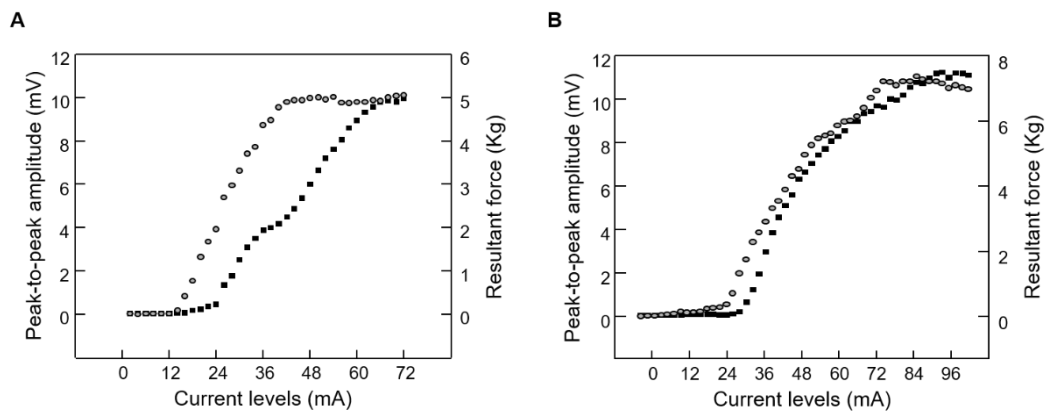 A
B
12
10
8
6
4
2
0
Peak-to-peak amplitude (mV)
6
5
4
3
2
1
0
Resultant force (Kg)
0 12 24 36 48 60 72
Current levels (mA)
12
10
8
6
4
2
0
Peak-to-peak amplitude (mV)
8
6
4
2
0
Resultant force (Kg)
0 12 24 36 48 60 72 84 96
Current levels (mA)